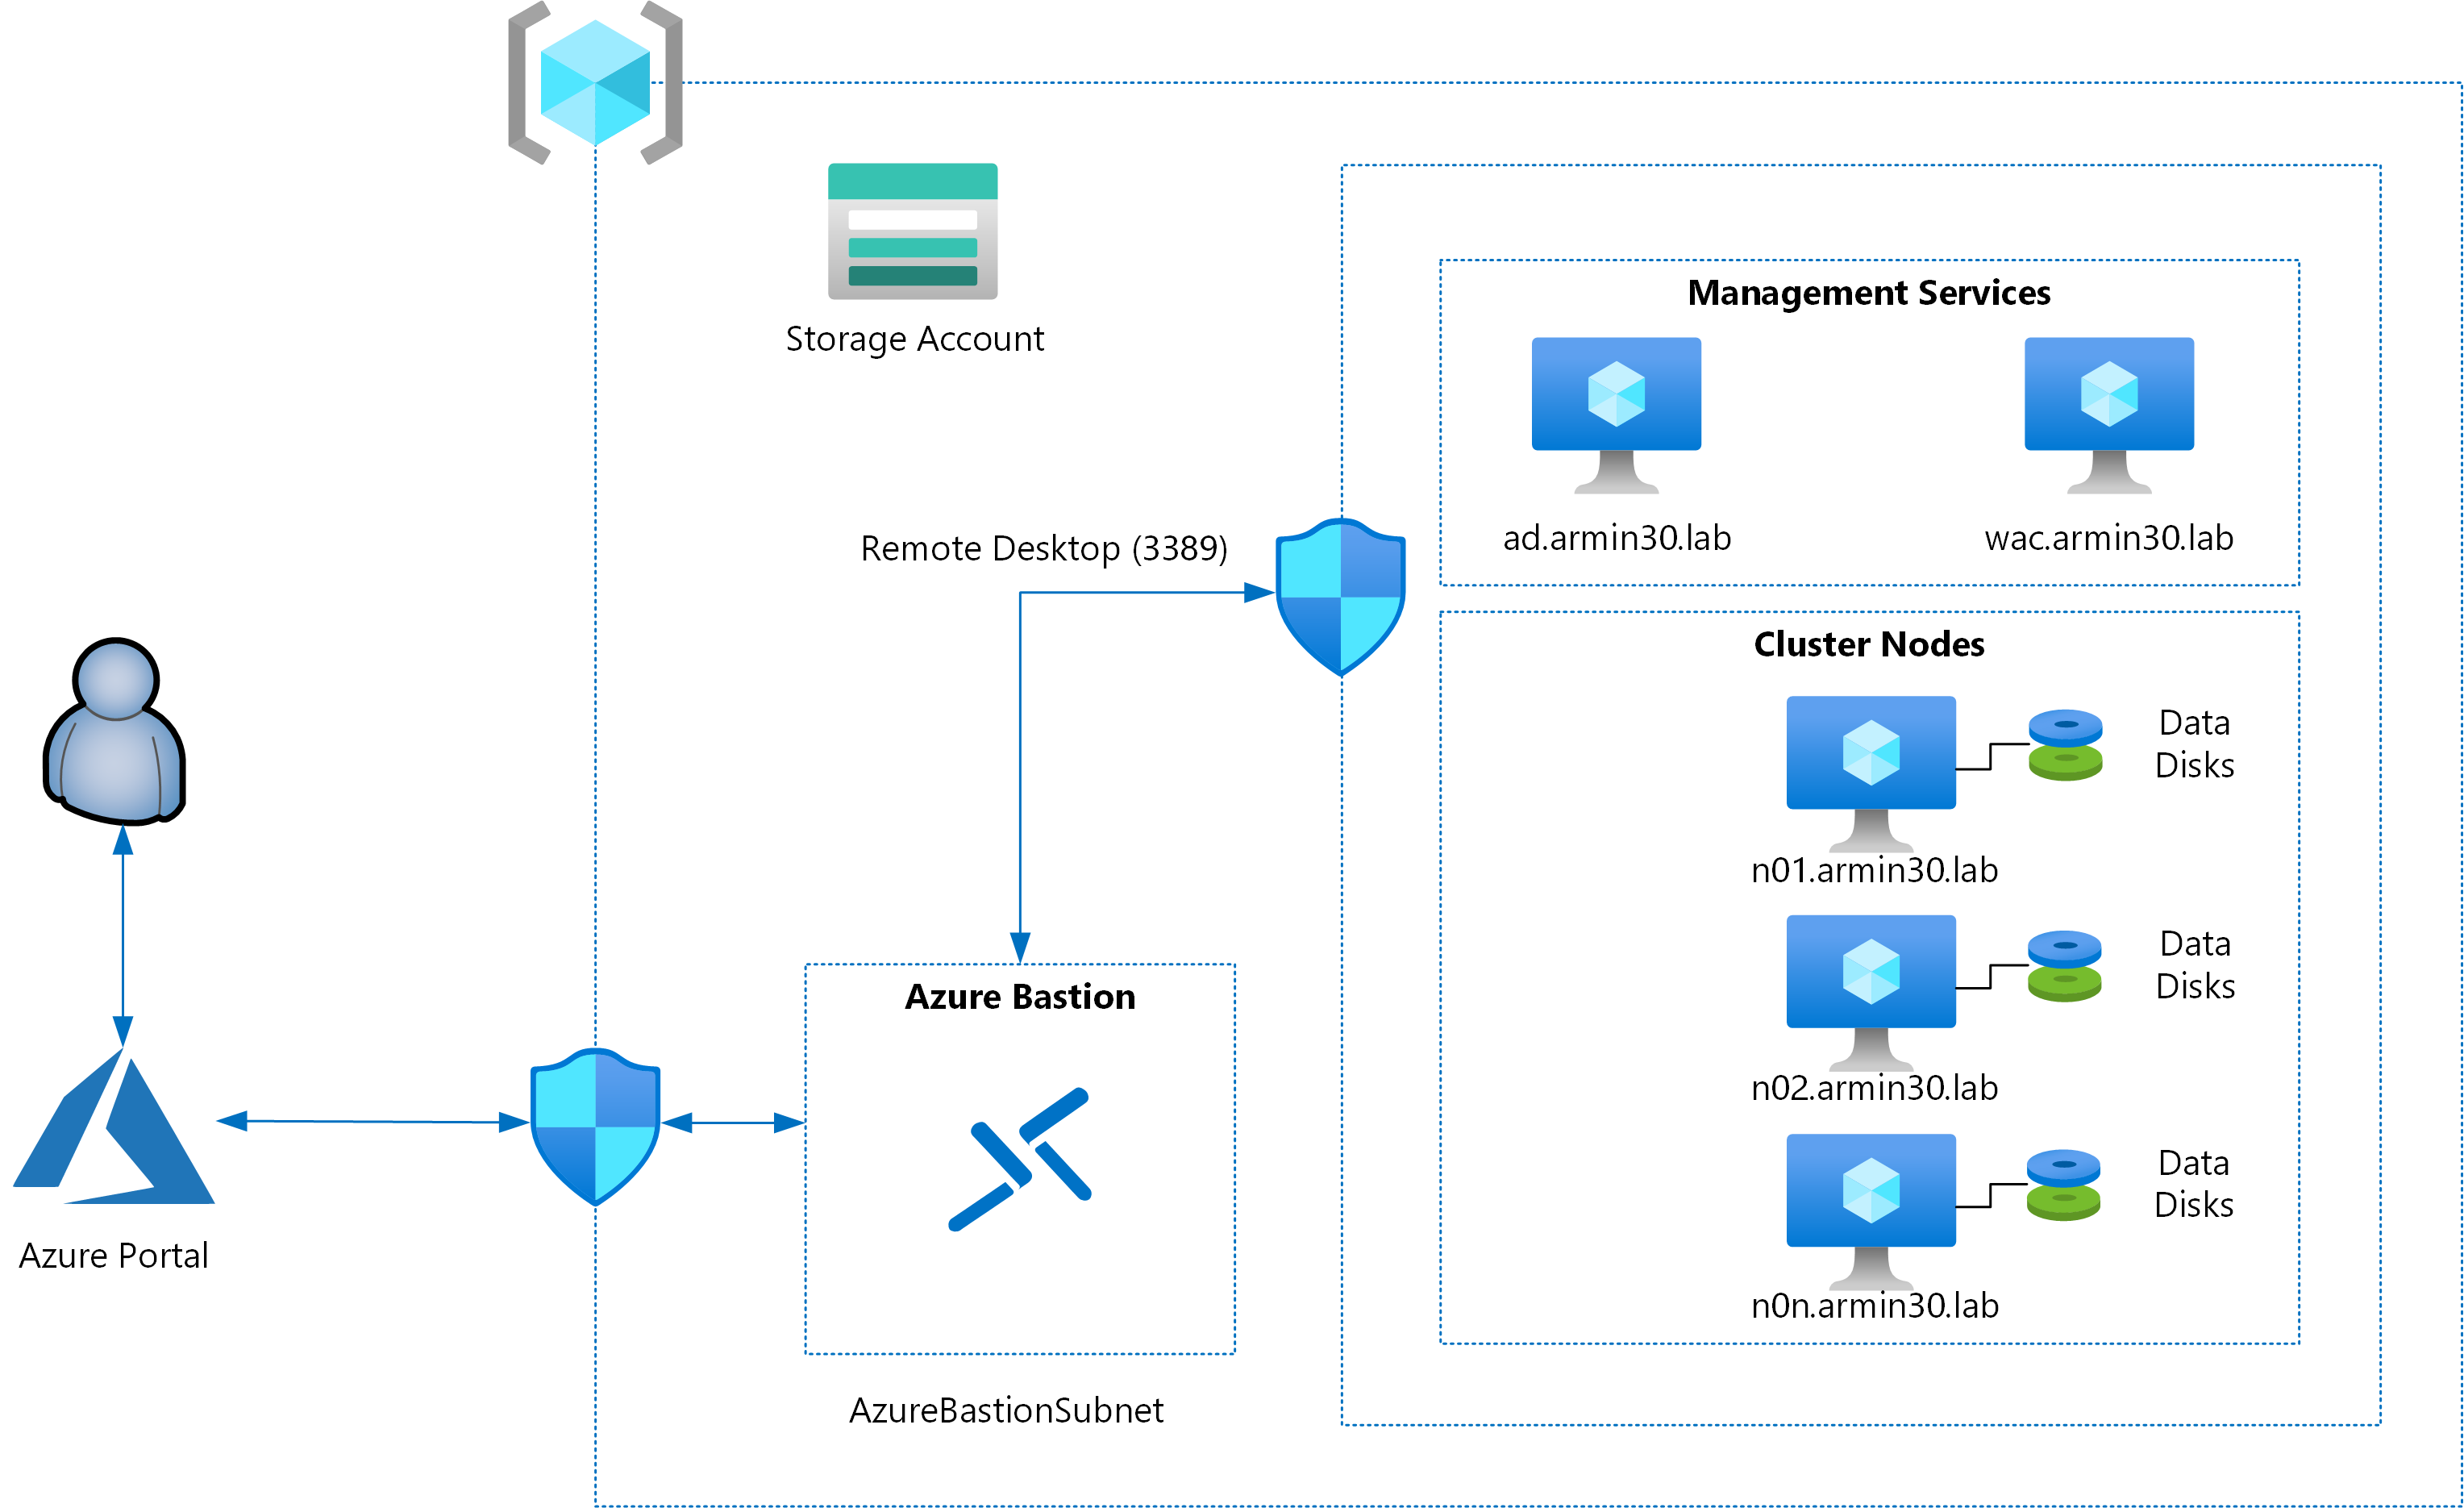 Storage Account
Management Services
ad.armin30.lab
wac.armin30.lab
Remote Desktop (3389)
Cluster Nodes
Data
Disks
n01.armin30.lab
Data
Disks
n02.armin30.lab
Data
Disks
n0n.armin30.lab
Azure Bastion
AzureBastionSubnet
Azure Portal